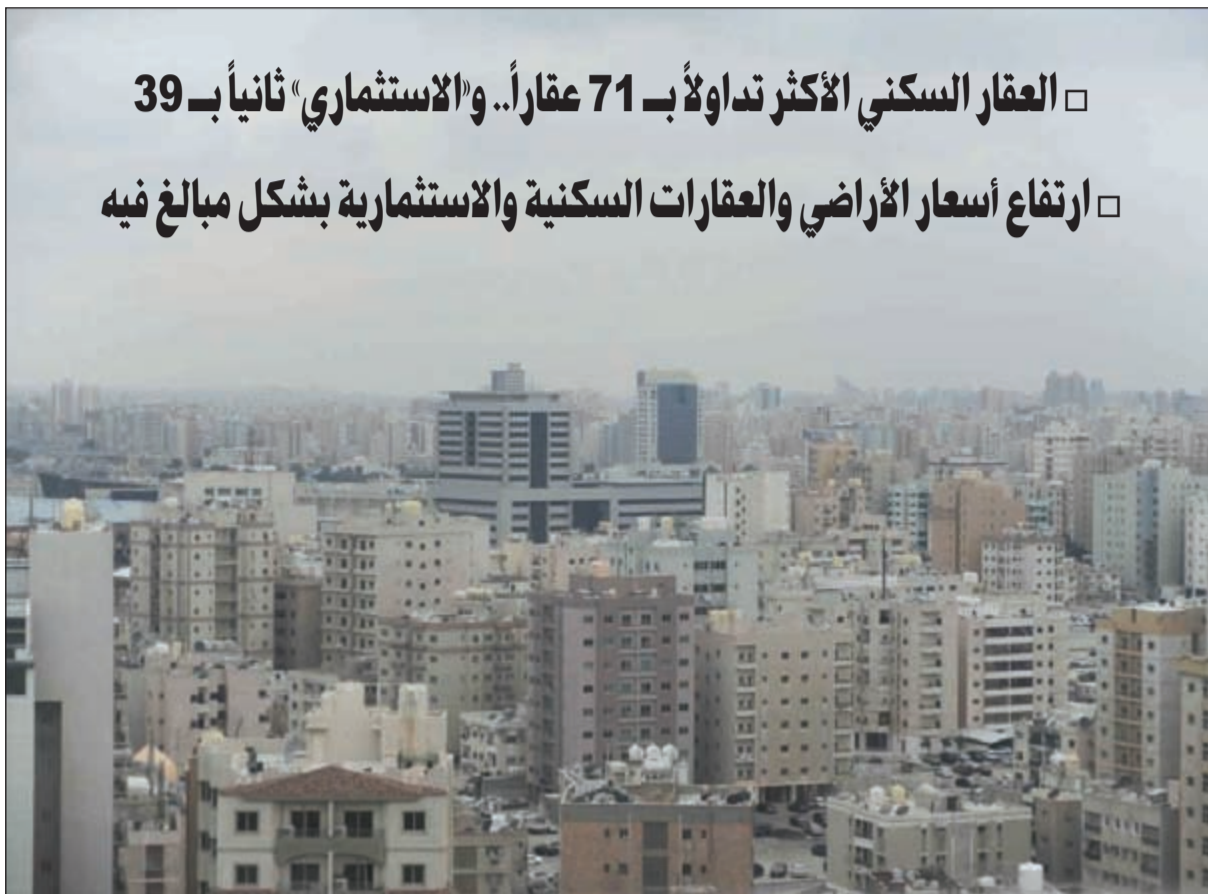 □ العقار السكني الأكثر تداولاً بـ 71 عقاراً.. و«الاستثماري» ثانياً بـ 39
□ ارتفاع أسعار الأراضي والعقارات السكنية والاستثمارية بشكل مبالغ فيه